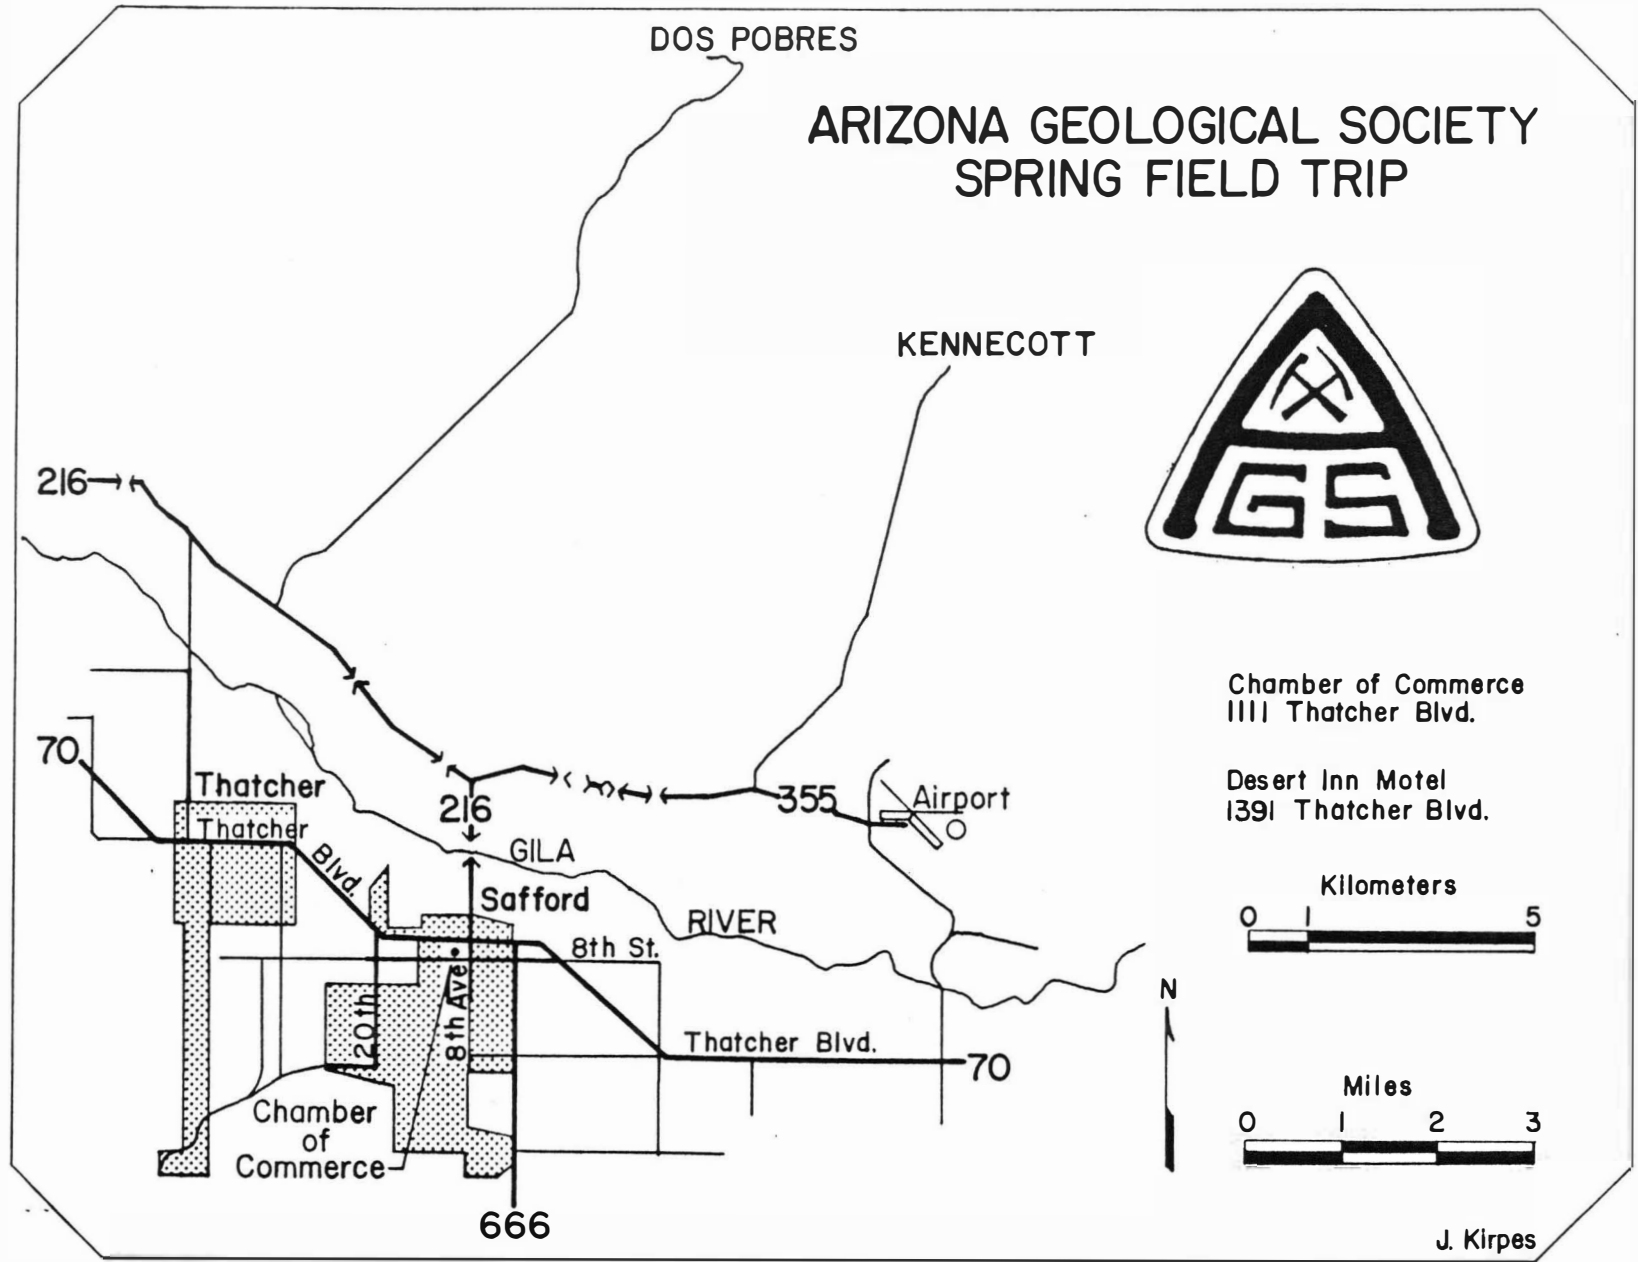 DOS POBRES
ARIZONA GEOLOGICAL SOCIETY
SPRING FIELD TRIP
KENNECOTT
AGS
216
Chamber of Commerce
1111 Thatcher Blvd.
70
Thatcher
Desert Inn Motel
1391 Thatcher Blvd.
216
355
Airport
Thatcher
Blvd.
GILA
Safford
RIVER
Kilometers
0 1 5
8th St.
20th
8th Ave
N
Thatcher Blvd.
70
Miles
0 1 2 3
Chamber
of
Commerce
666
J. Kirpes